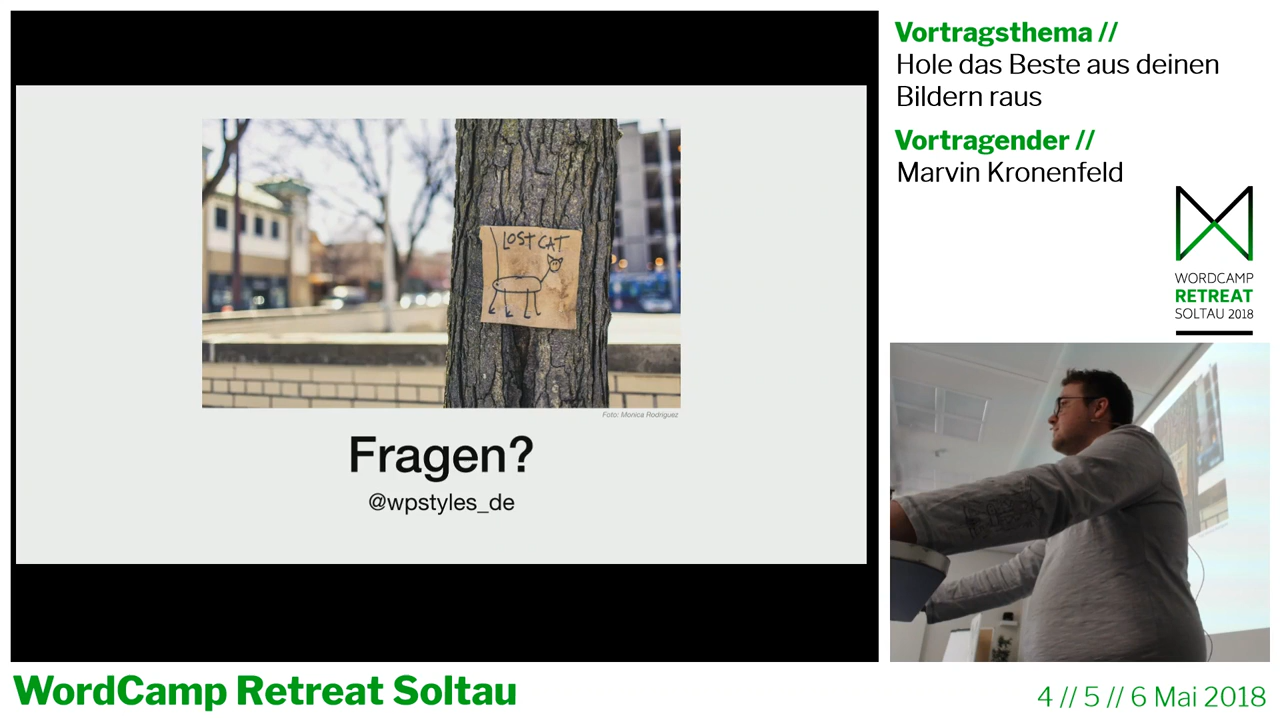 Vortragsthema //
Hole das Beste aus deinen
Bildern raus
Vortragender //
Marvin Kronenfeld
WORDCAMP
RETREAT
SOLTAU 2018
LOST CAT
Foto: Monica Rodriguez
Fragen?
@wpstyles_de
WordCamp Retreat Soltau
4 // 5 // 6 Mai 2018